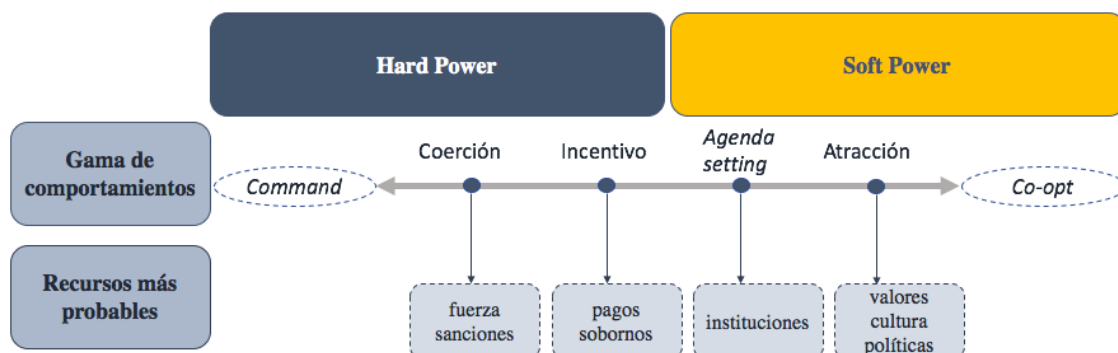 Hard Power
Soft Power
Gama de
comportamientos
Command
Coerción
Incentivo
Agenda
setting
Atracción
Co-opt
Recursos más
probables
fuerza
sanciones
pagos
sobornos
instituciones
valores
cultura
políticas